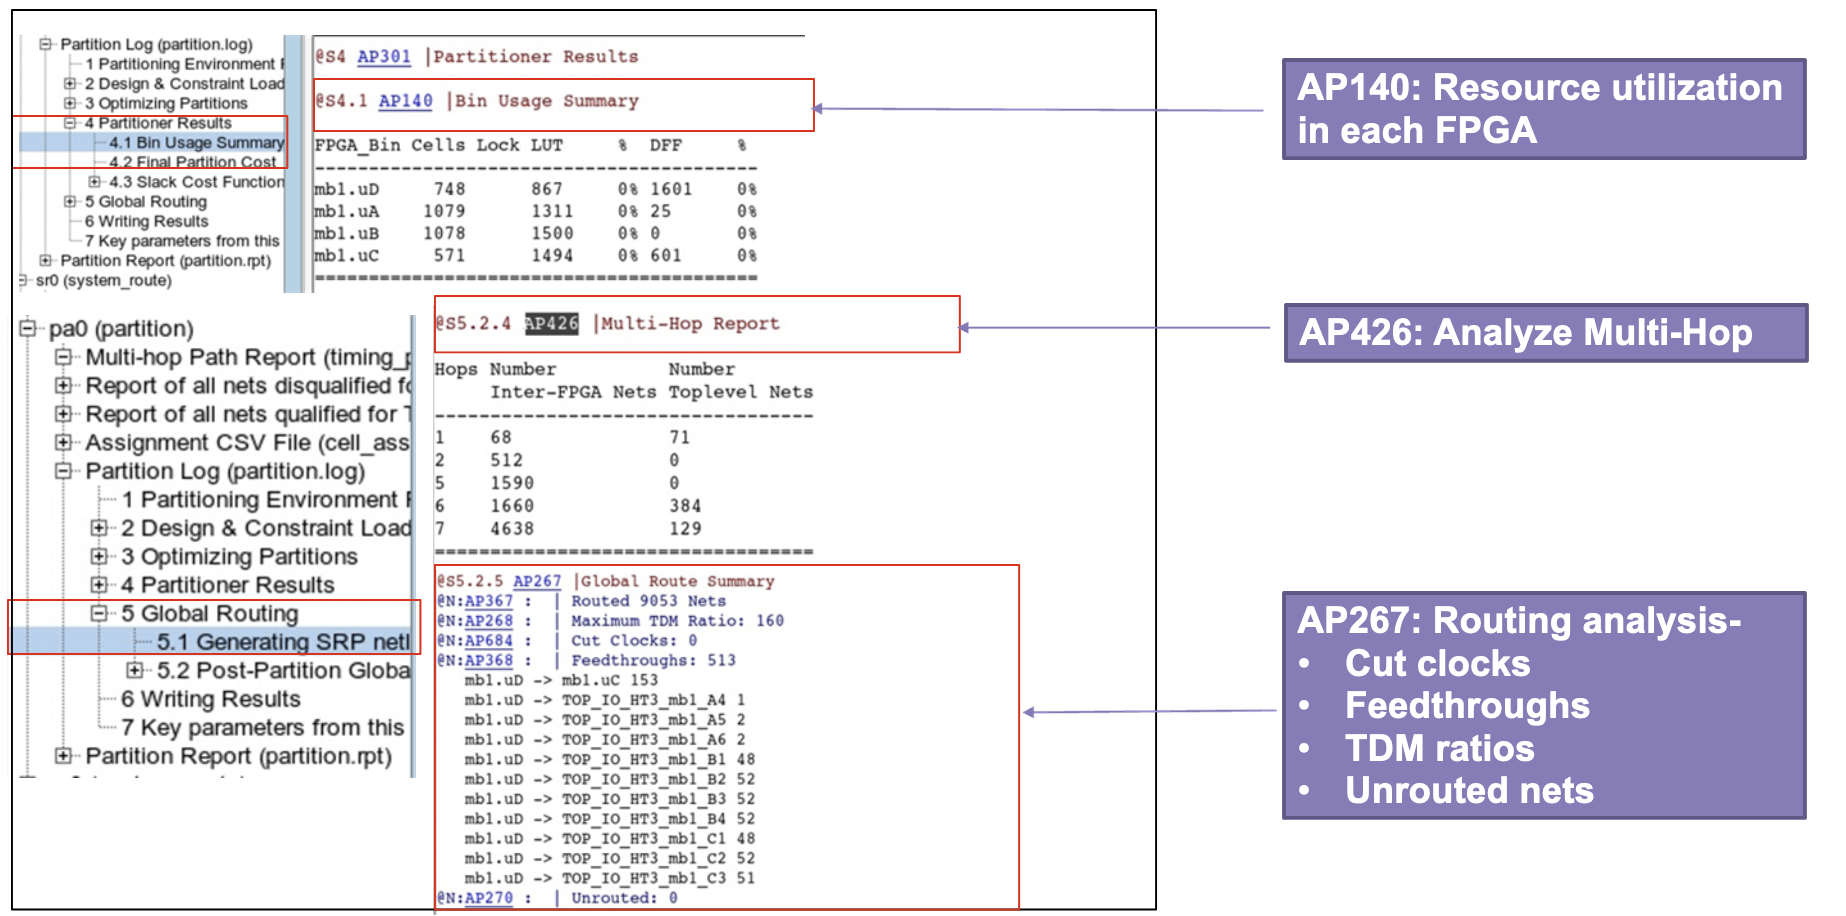 Partition Log (partition.log)
1 Partitioning Environment
2 Design & Constraint Load
3 Optimizing Partitions
4 Partitioner Results
4.1 Bin Usage Summary
4.2 Final Partition Cost
4.3 Slack Cost Function
5 Global Routing
6 Writing Results
7 Key parameters from this
Partition Report (partition.rpt)
sr0 (system_route)
@S4 AP301 |Partitioner Results
@S4.1 AP140 |Bin Usage Summary
FPGA_Bin Cells Lock LUT % DFF %
mb1.uD 748 867 0% 1601 0%
mb1.uA 1079 1311 0% 25 0%
mb1.uB 1078 1500 0% 0 0%
mb1.uC 571 1494 0% 601 0%
AP140: Resource utilization
in each FPGA
pa0 (partition)
Multi-hop Path Report (timing_p
Report of all nets disqualified fo
Report of all nets qualified for T
Assignment CSV File (cell_ass
Partition Log (partition.log)
1 Partitioning Environment
2 Design & Constraint Load
3 Optimizing Partitions
4 Partitioner Results
5 Global Routing
5.1 Generating SRP netl
5.2 Post-Partition Globa
6 Writing Results
7 Key parameters from this
Partition Report (partition.rpt)
@S5.2.4 AP426 |Multi-Hop Report
Hops Number Number
Inter-FPGA Nets Toplevel Nets
1 68 71
2 512 0
5 1590 0
6 1660 384
7 4638 129
AP426: Analyze Multi-Hop
@S5.2.5 AP267 |Global Route Summary
@N:AP367 : | Routed 9053 Nets
@N:AP268 : | Maximum TDM Ratio: 160
@N:AP684 : | Cut Clocks: 0
@N:AP368 : | Feedthroughs: 513
mb1.uD -> mb1.uC 153
mb1.uD -> TOP_IO_HT3_mb1_A4 1
mb1.uD -> TOP_IO_HT3_mb1_A5 2
mb1.uD -> TOP_IO_HT3_mb1_A6 2
mb1.uD -> TOP_IO_HT3_mb1_B1 48
mb1.uD -> TOP_IO_HT3_mb1_B2 52
mb1.uD -> TOP_IO_HT3_mb1_B3 52
mb1.uD -> TOP_IO_HT3_mb1_B4 52
mb1.uD -> TOP_IO_HT3_mb1_C1 48
mb1.uD -> TOP_IO_HT3_mb1_C2 52
mb1.uD -> TOP_IO_HT3_mb1_C3 51
@N:AP270 : | Unrouted: 0
AP267: Routing analysis-
• Cut clocks
• Feedthroughs
• TDM ratios
• Unrouted nets